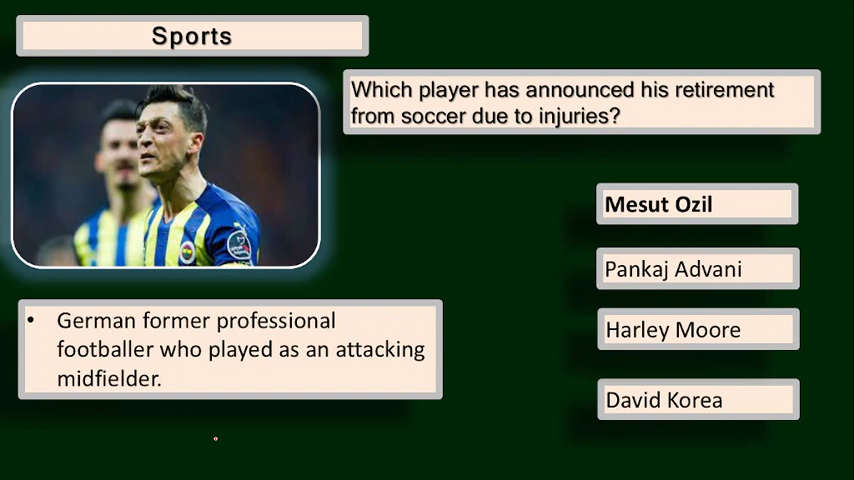 Sports
Which player has announced his retirement
from soccer due to injuries?
Mesut Ozil
Pankaj Advani
Harley Moore
David Korea
• German former professional
footballer who played as an attacking
midfielder.